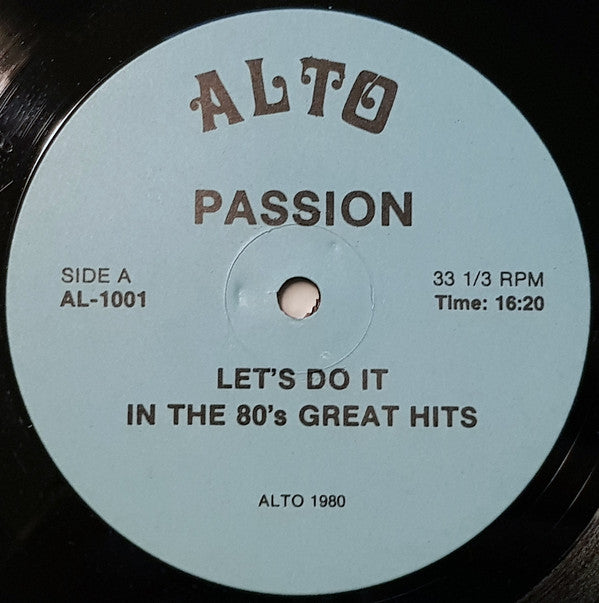 ALTO
PASSION
SIDE A
AL-1001
33 1/3 RPM
Time: 16:20
LET'S DO IT
IN THE 80's GREAT HITS
ALTO 1980